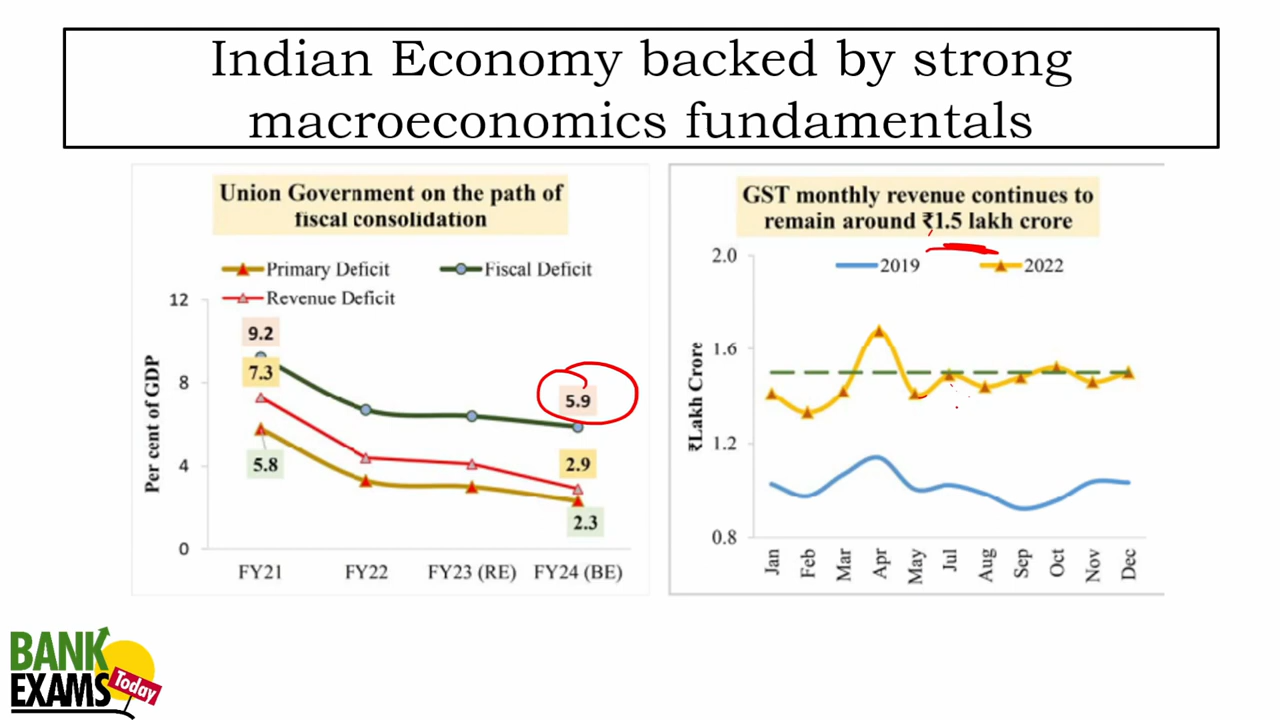 Indian Economy backed by strong
macroeconomics fundamentals
Union Government on the path of
fiscal consolidation
Primary Deficit
Fiscal Deficit
Revenue Deficit
Per cent of GDP
12
8
4
0
9.2
7.3
5.8
5.9
2.9
2.3
FY21
FY22
FY23 (RE)
FY24 (BE)
GST monthly revenue continues to
remain around ₹1.5 lakh crore
2019
2022
₹Lakh Crore
2.0
1.6
1.2
0.8
Jan
Feb
Mar
Apr
May
Jul
Aug
Sep
Oct
Nov
Dec
BANK
EXAMS
Today